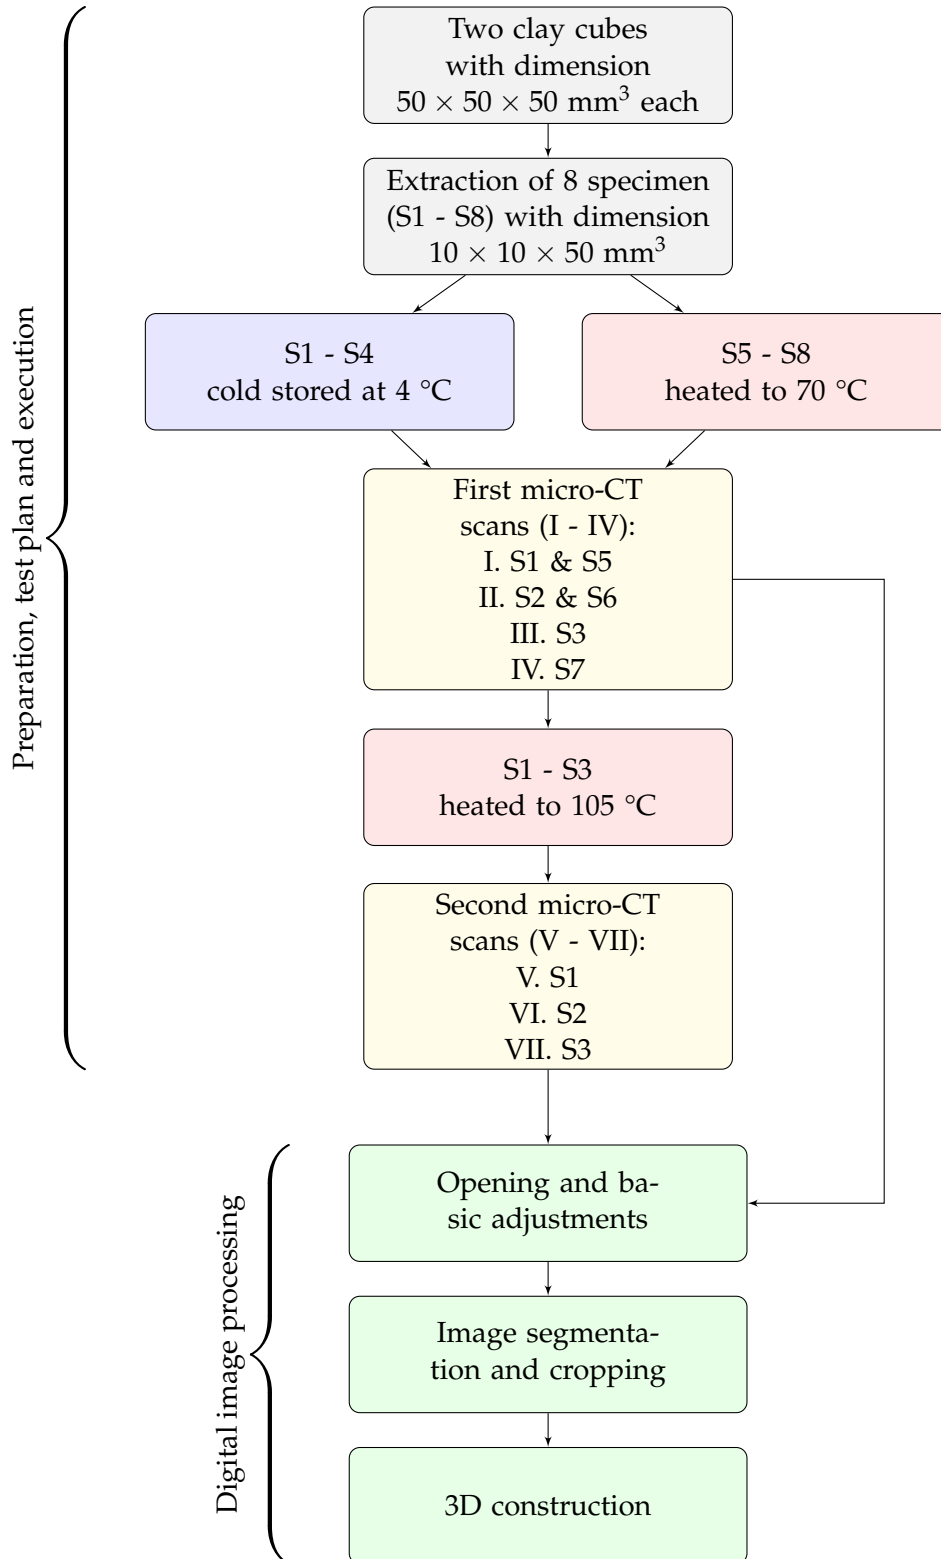 Preparation, test plan and execution
Two clay cubes
with dimension
50 × 50 × 50 mm³ each
Extraction of 8 specimen
(S1 - S8) with dimension
10 × 10 × 50 mm³
S1 - S4
cold stored at 4 °C
S5 - S8
heated to 70 °C
First micro-CT
scans (I - IV):
I. S1 & S5
II. S2 & S6
III. S3
IV. S7
S1 - S3
heated to 105 °C
Second micro-CT
scans (V - VII):
V. S1
VI. S2
VII. S3
Digital image processing
Opening and ba-
sic adjustments
Image segmenta-
tion and cropping
3D construction